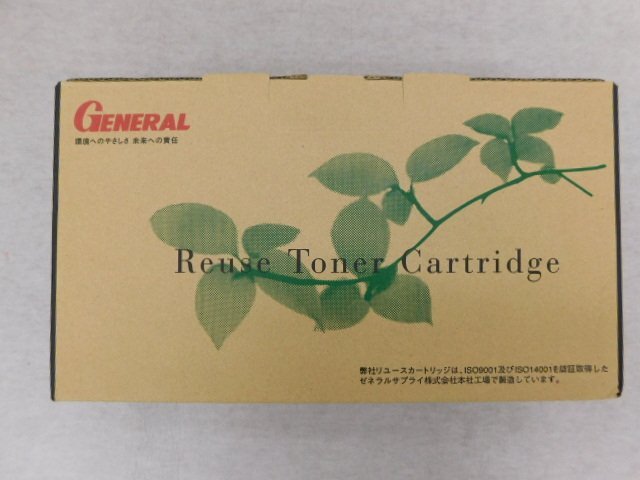 GENERAL
環境へのやさしさ 未来への責任
Reuse Toner Cartridge
弊社リユースカートリッジは、ISO9001及びISO14001を認証取得した
ゼネラルサプライ株式会社本社工場で製造しています。